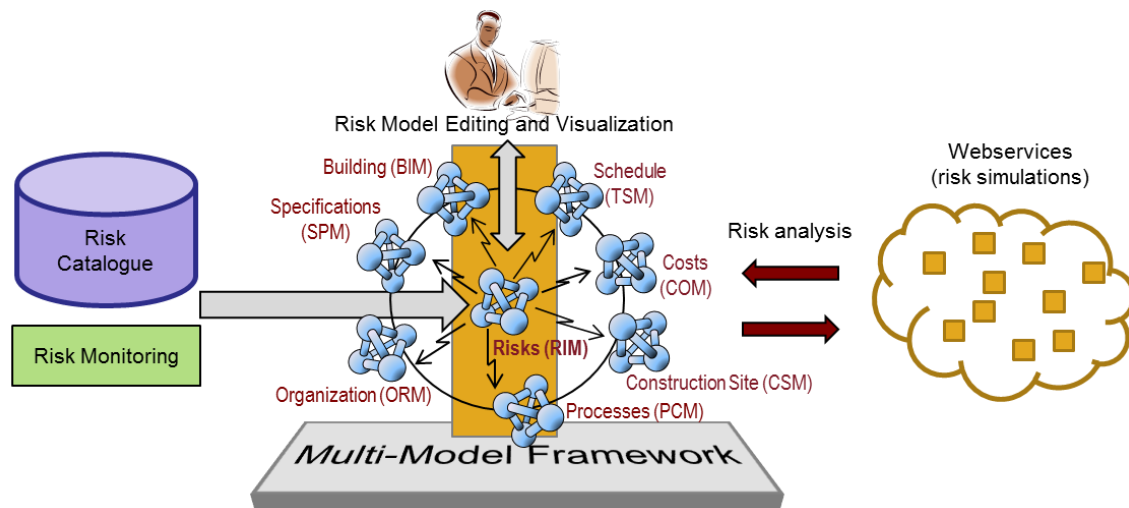 Risk Model Editing and Visualization
Building (BIM)
Schedule
(TSM)
Specifications
(SPM)
Webservices
(risk simulations)
Risk
Catalogue
Risk analysis
Costs
(COM)
Risk Monitoring
Risks (RIM)
Organization (ORM)
Construction Site (CSM)
Processes (PCM)
Multi-Model Framework